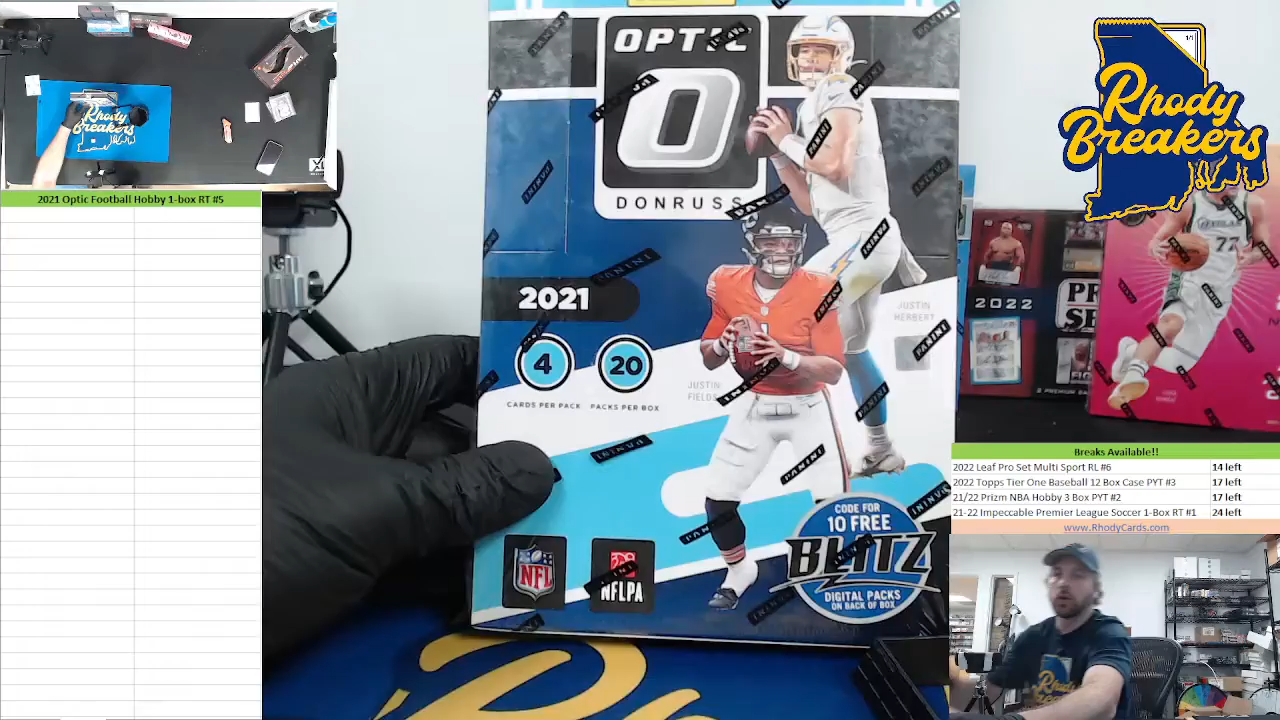 Rhody
Breakers
2021 Optic Football Hobby 1-box RT #5
OPTIC
DONRUSS
2021
4
20
CARDS PER PACK
PACKS PER BOX
JUSTIN
HERBERT
JUSTIN
FIELDS
NFL
NFLPA
CODE FOR
10 FREE
BLITZ
DIGITAL PACKS
ON BACK OF BOX
PANINI
Rhody
Breakers
2022
77
Breaks Available!!
2022 Leaf Pro Set Multi Sport RL #6 14 left
2022 Topps Tier One Baseball 12 Box Case PYT #3 17 left
21/22 Prizm NBA Hobby 3 Box PYT #2 17 left
21-22 Impeccable Premier League Soccer 1-Box RT #1 24 left
www.RhodyCards.com
Rhody